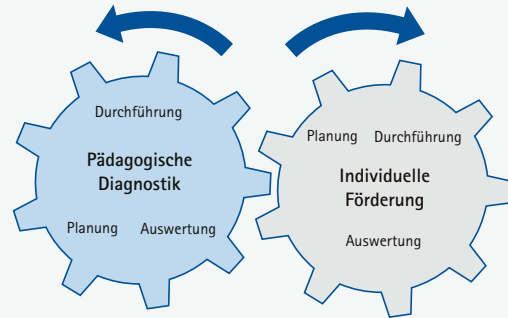 Durchführung
Pädagogische
Diagnostik
Planung
Auswertung
Planung
Durchführung
Individuelle
Förderung
Auswertung